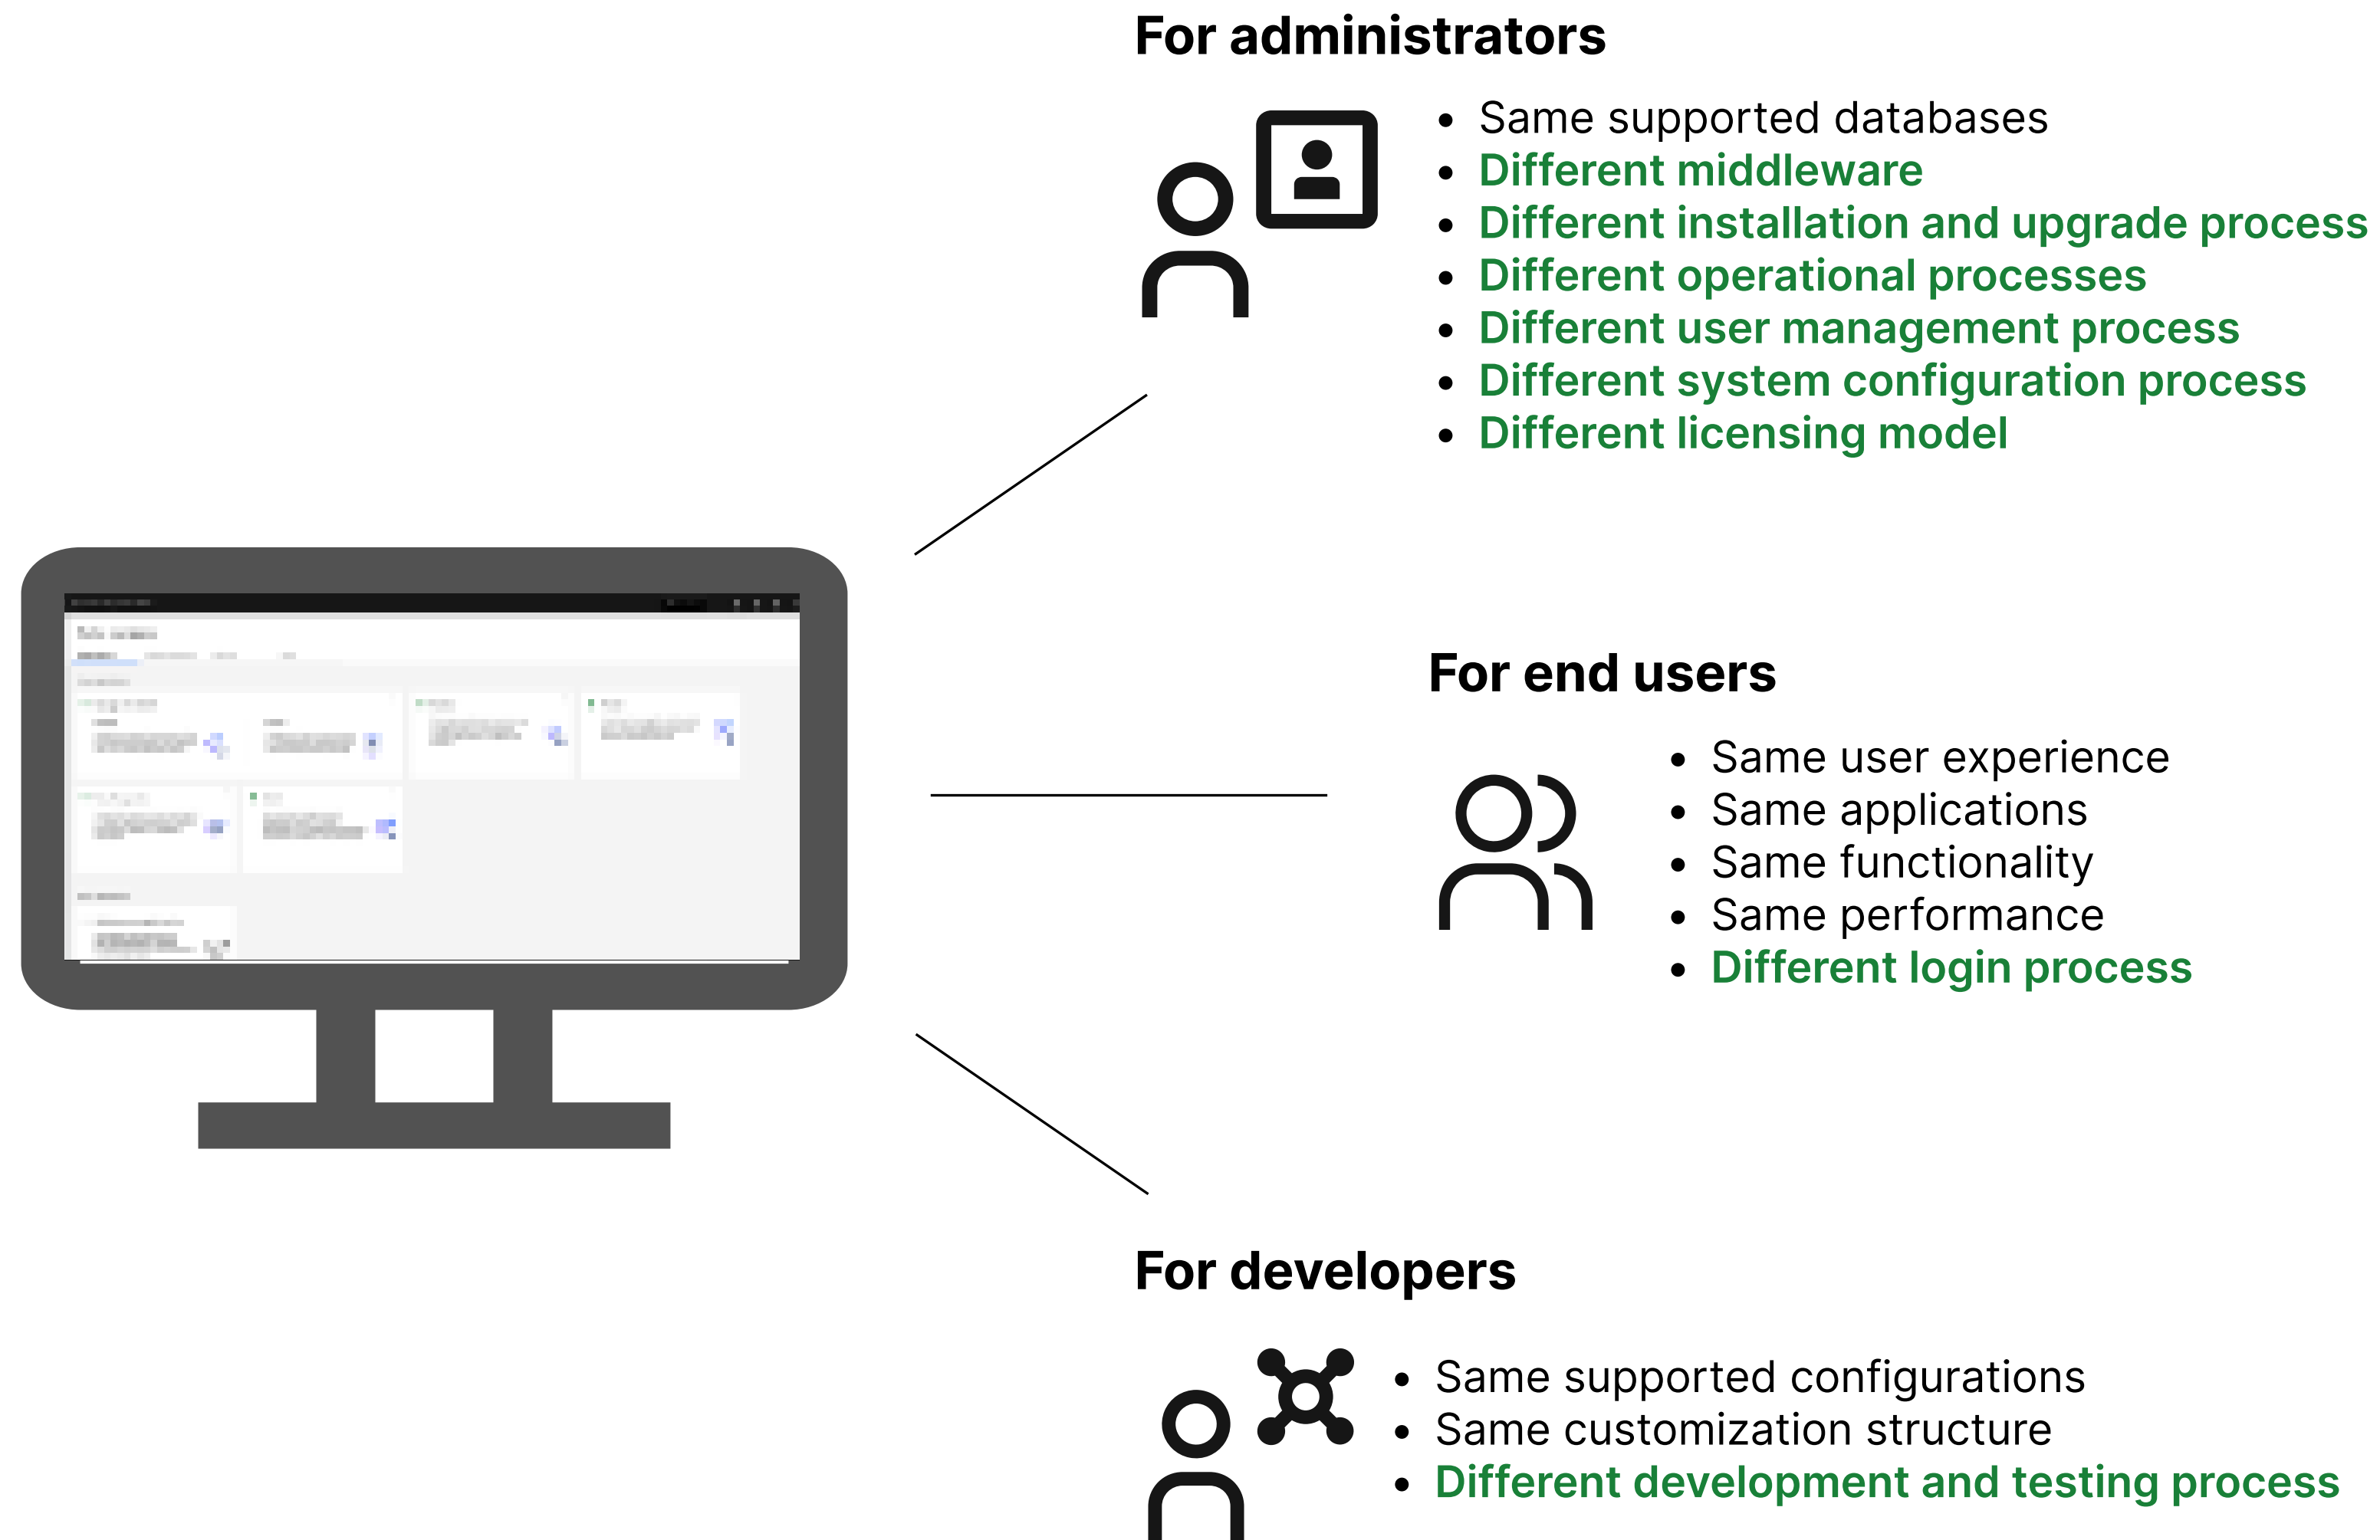 For administrators
Same supported databases
Different middleware
Different installation and upgrade process
Different operational processes
Different user management process
Different system configuration process
Different licensing model
For end users
Same user experience
Same applications
Same functionality
Same performance
Different login process
For developers
Same supported configurations
Same customization structure
Different development and testing process